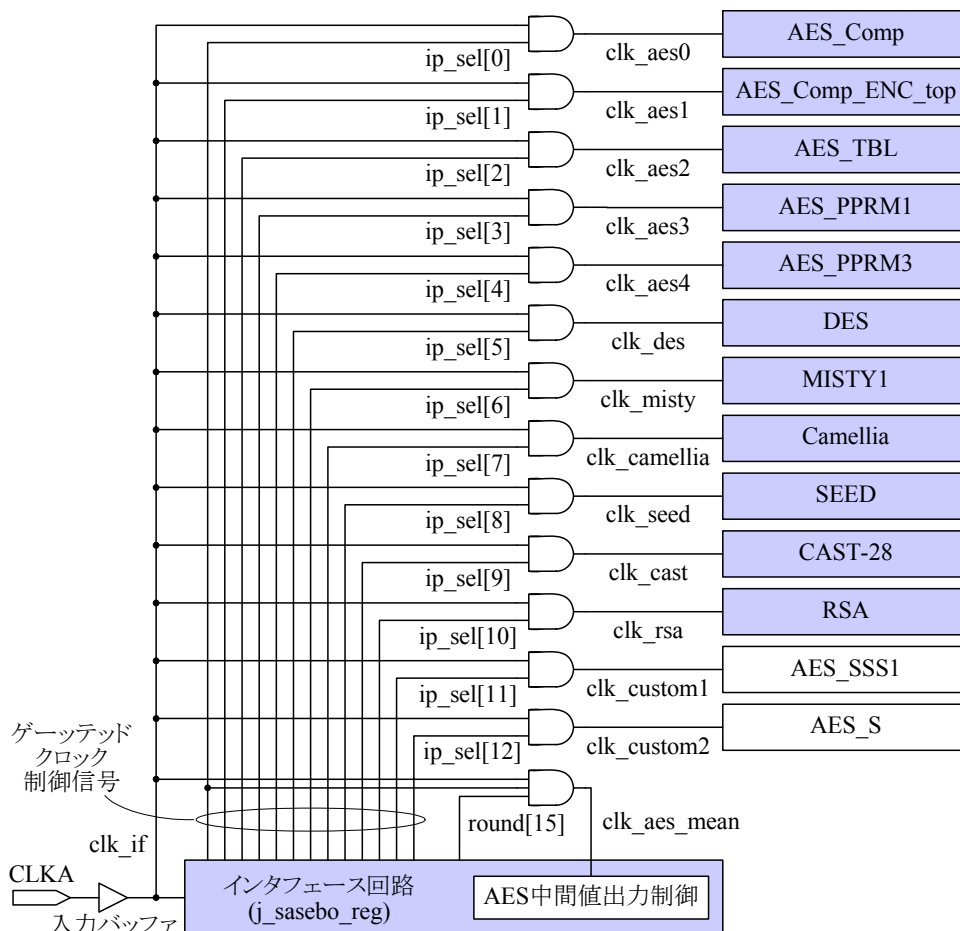 AES_Comp
ip_sel[0]
clk_aes0
AES_Comp_ENC_top
ip_sel[1]
clk_aes1
AES_TBL
ip_sel[2]
clk_aes2
AES_PPRM1
ip_sel[3]
clk_aes3
AES_PPRM3
ip_sel[4]
clk_aes4
DES
ip_sel[5]
clk_des
MISTY1
ip_sel[6]
clk_misty
Camellia
ip_sel[7]
clk_camellia
SEED
ip_sel[8]
clk_seed
CAST-28
ip_sel[9]
clk_cast
RSA
ip_sel[10]
clk_rsa
AES_SSS1
ip_sel[11]
clk_custom1
AES_S
ip_sel[12]
clk_custom2
ゲーッテッド
クロック
制御信号
round[15]
clk_aes_mean
clk_if
CLKA
入力バッファ
インタフェース回路
(j_sasebo_reg)
AES中間値出力制御